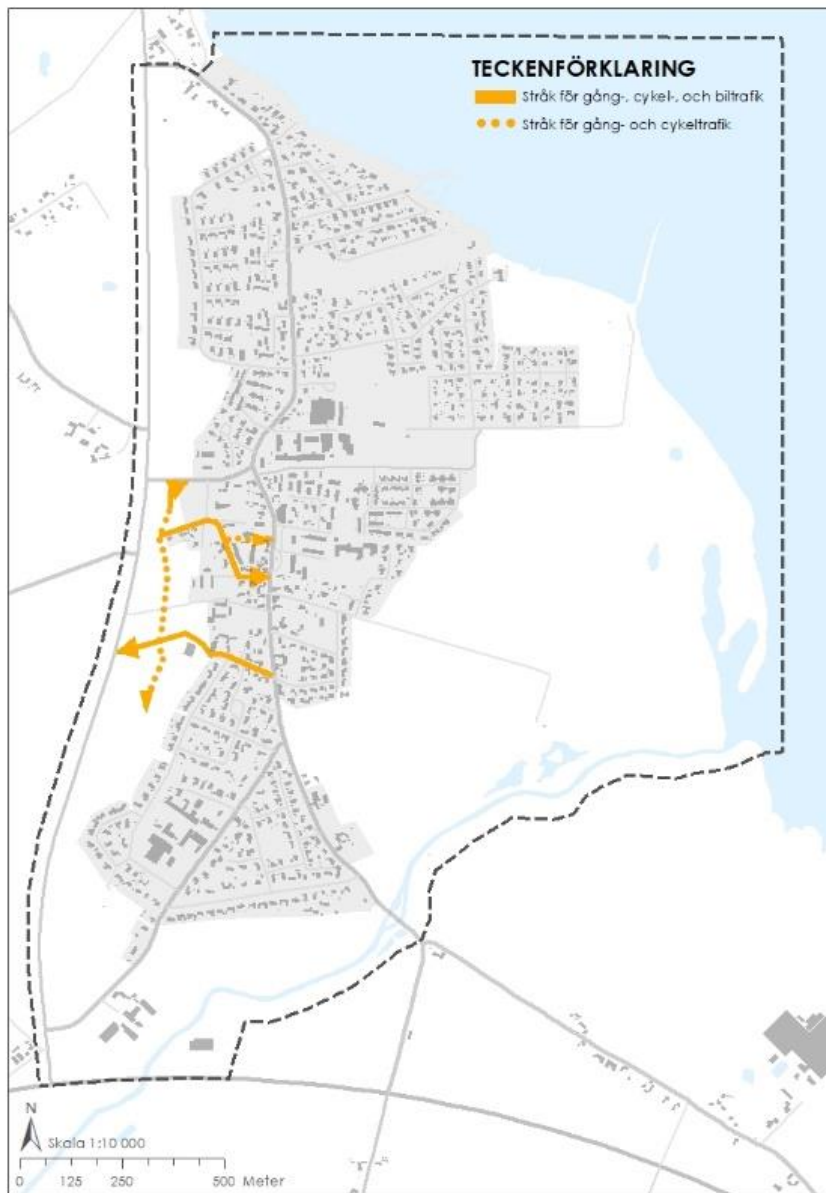 TECKENFÖRKLARING
Stråk för gång-, cykel-, och biltrafik
Stråk för gång- och cykeltrafik
N
Skala 1:10 000
0 125 250 500 Meter